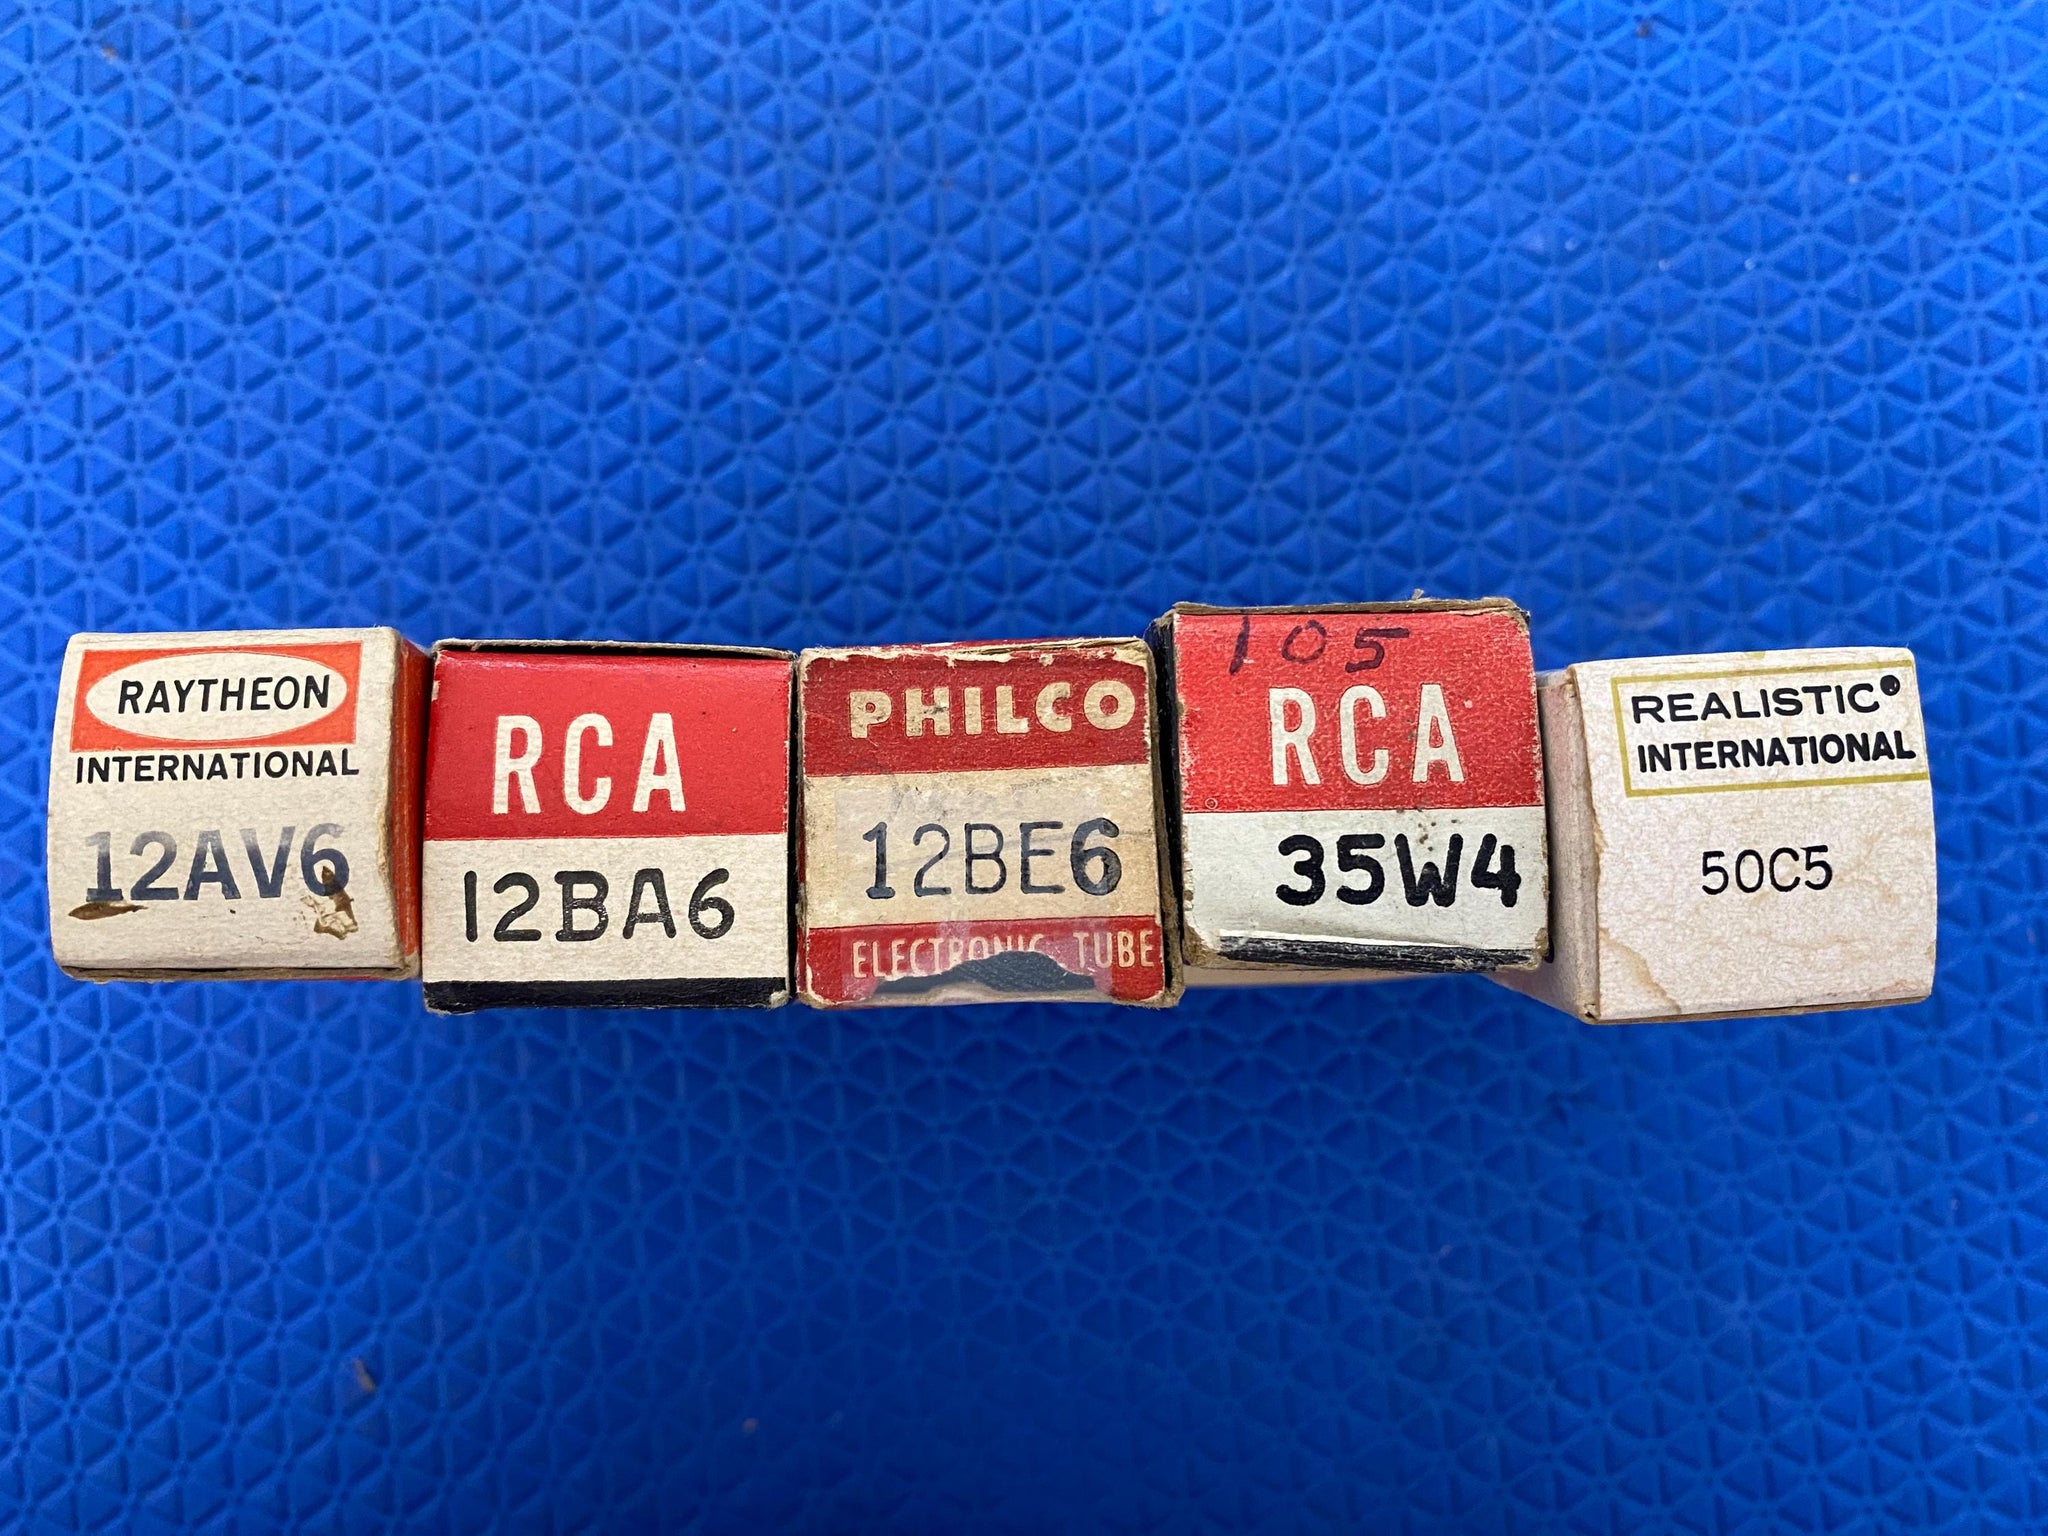 RAYTHEON
INTERNATIONAL
12AV6
RCA
12BA6
PHILCO
12BE6
ELECTRONIC TUBE
105
RCA
35W4
REALISTIC®
INTERNATIONAL
50C5